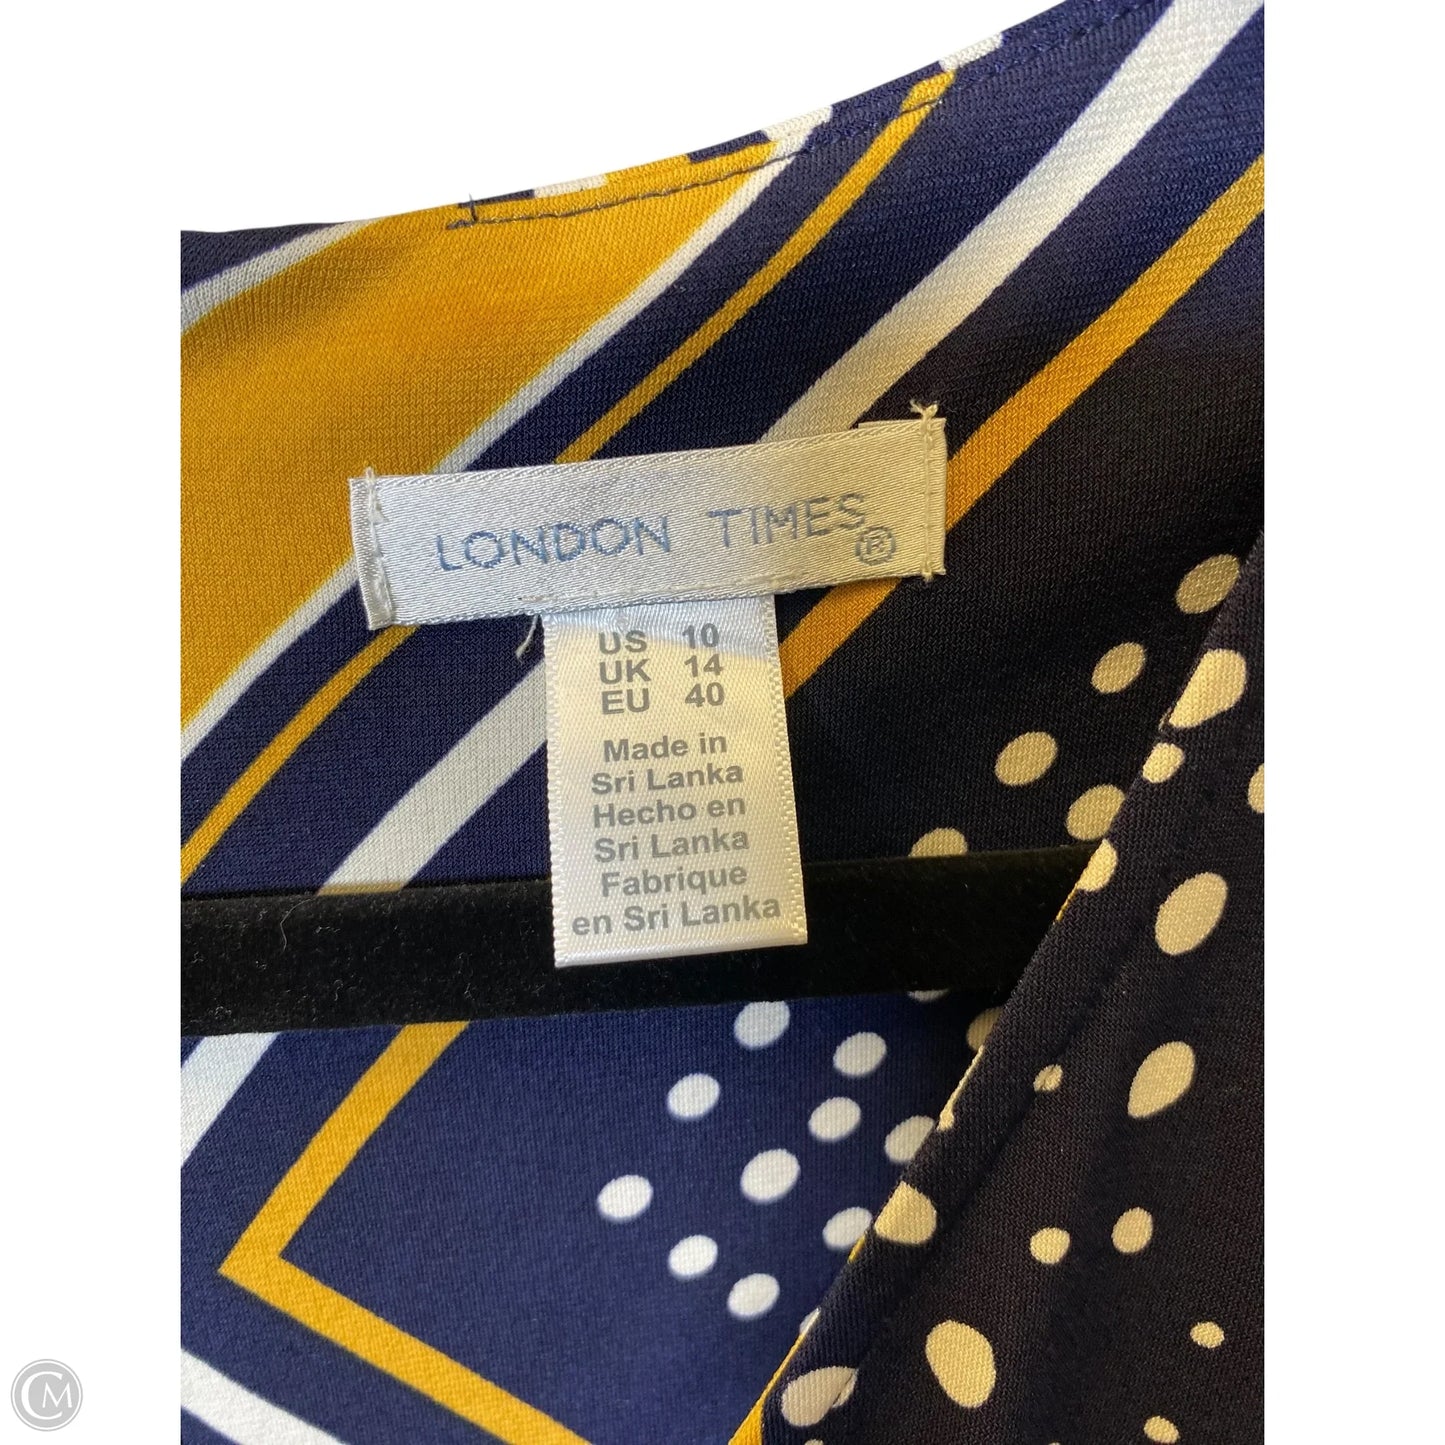 LONDON TIMES®
US 10
UK 14
EU 40
Made in
Sri Lanka
Hecho en
Sri Lanka
Fabrique
en Sri Lanka
CM